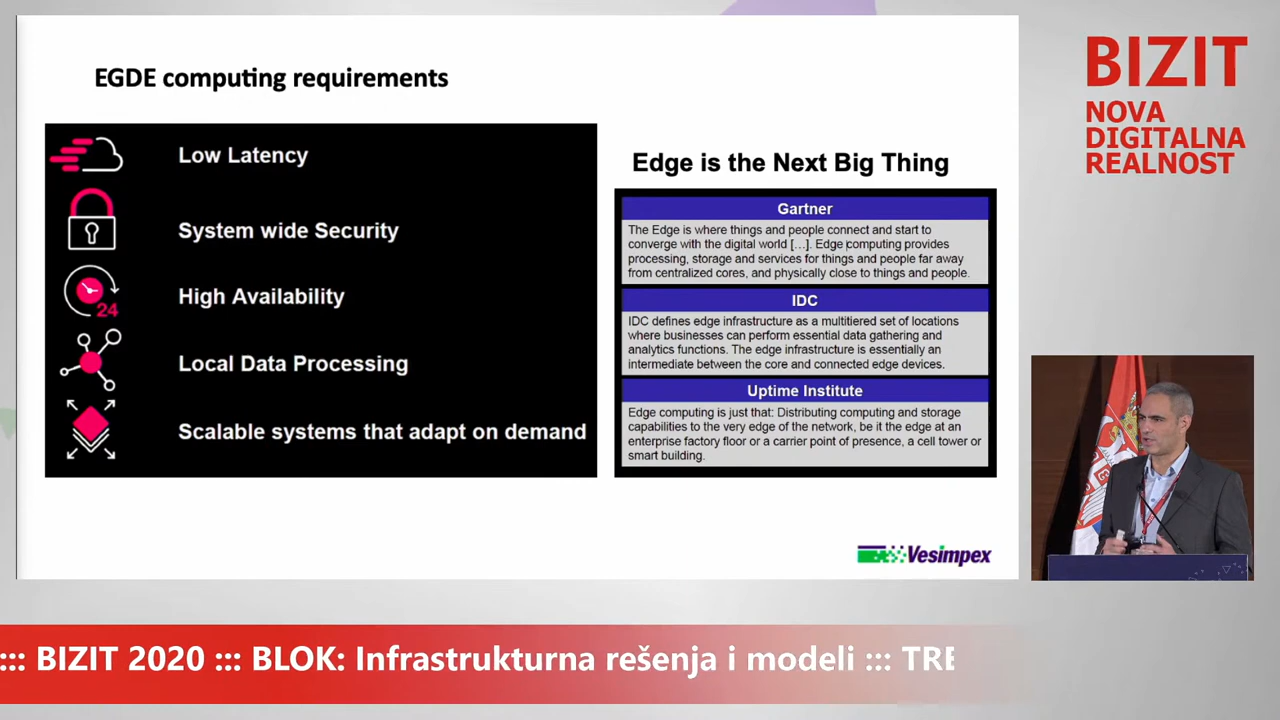 EGDE computing requirements
Low Latency
System wide Security
High Availability
24
Local Data Processing
Scalable systems that adapt on demand
Edge is the Next Big Thing
Gartner
The Edge is where things and people connect and start to
converge with the digital world [...]. Edge computing provides
processing, storage and services for things and people far away
from centralized cores, and physically close to things and people.
IDC
IDC defines edge infrastructure as a multitiered set of locations
where businesses can perform essential data gathering and
analytics functions. The edge infrastructure is essentially an
intermediate between the core and connected edge devices.
Uptime Institute
Edge computing is just that: Distributing computing and storage
capabilities to the very edge of the network, be it the edge at an
enterprise factory floor or a carrier point of presence, a cell tower or
smart building.
Vesimpex
BIZIT
NOVA
DIGITALNA
REALNOST
::: BIZIT 2020 ::: BLOK: Infrastrukturna rešenja i modeli ::: TRE